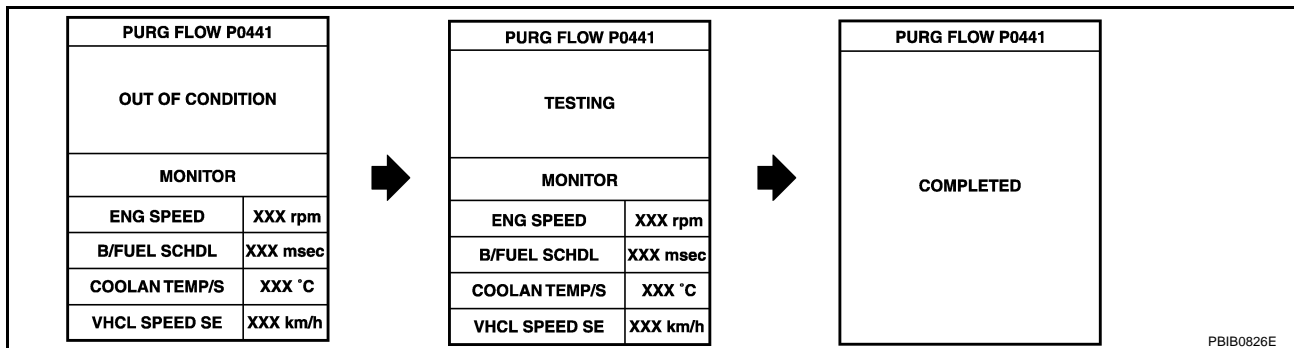 PURG FLOW P0441
OUT OF CONDITION
MONITOR
ENG SPEED XXX rpm
B/FUEL SCHDL XXX msec
COOLAN TEMP/S XXX °C
VHCL SPEED SE XXX km/h
PURG FLOW P0441
TESTING
MONITOR
ENG SPEED XXX rpm
B/FUEL SCHDL XXX msec
COOLAN TEMP/S XXX °C
VHCL SPEED SE XXX km/h
PURG FLOW P0441
COMPLETED
PBIB0826E